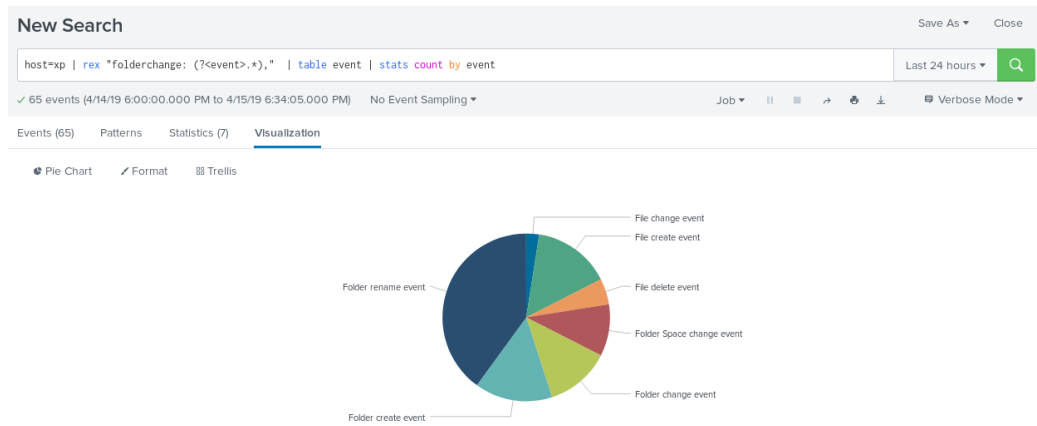 New Search
Save As
Close
host=xp | rex "folderchange: (?<event>.*),"  | table event | stats count by event
Last 24 hours
65 events (4/14/19 6:00:00.000 PM to 4/15/19 6:34:05.000 PM)
No Event Sampling
Job
Verbose Mode
Events (65)
Patterns
Statistics (7)
Visualization
Pie Chart
Format
Trellis
File change event
File create event
Folder rename event
File delete event
Folder Space change event
Folder change event
Folder create event